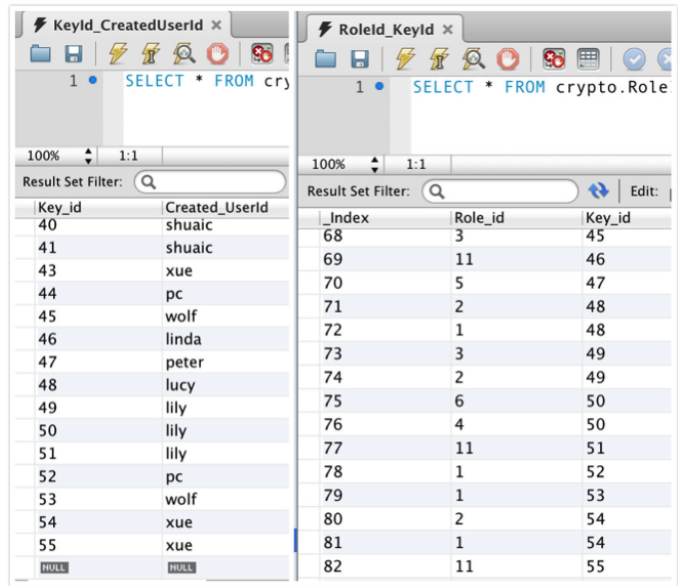 KeyId_CreatedUserId ×
1 SELECT * FROM cry
100% 1:1
Result Set Filter:
Key_id Created_UserId
40 shuaic
41 shuaic
43 xue
44 pc
45 wolf
46 linda
47 peter
48 lucy
49 lily
50 lily
51 lily
52 pc
53 wolf
54 xue
55 xue
NULL NULL
RoleId_KeyId ×
1 SELECT * FROM crypto.Role
100% 1:1
Result Set Filter: Edit:
_Index Role_id Key_id
68 3 45
69 11 46
70 5 47
71 2 48
72 1 48
73 3 49
74 2 49
75 6 50
76 4 50
77 11 51
78 1 52
79 1 53
80 2 54
81 1 54
82 11 55